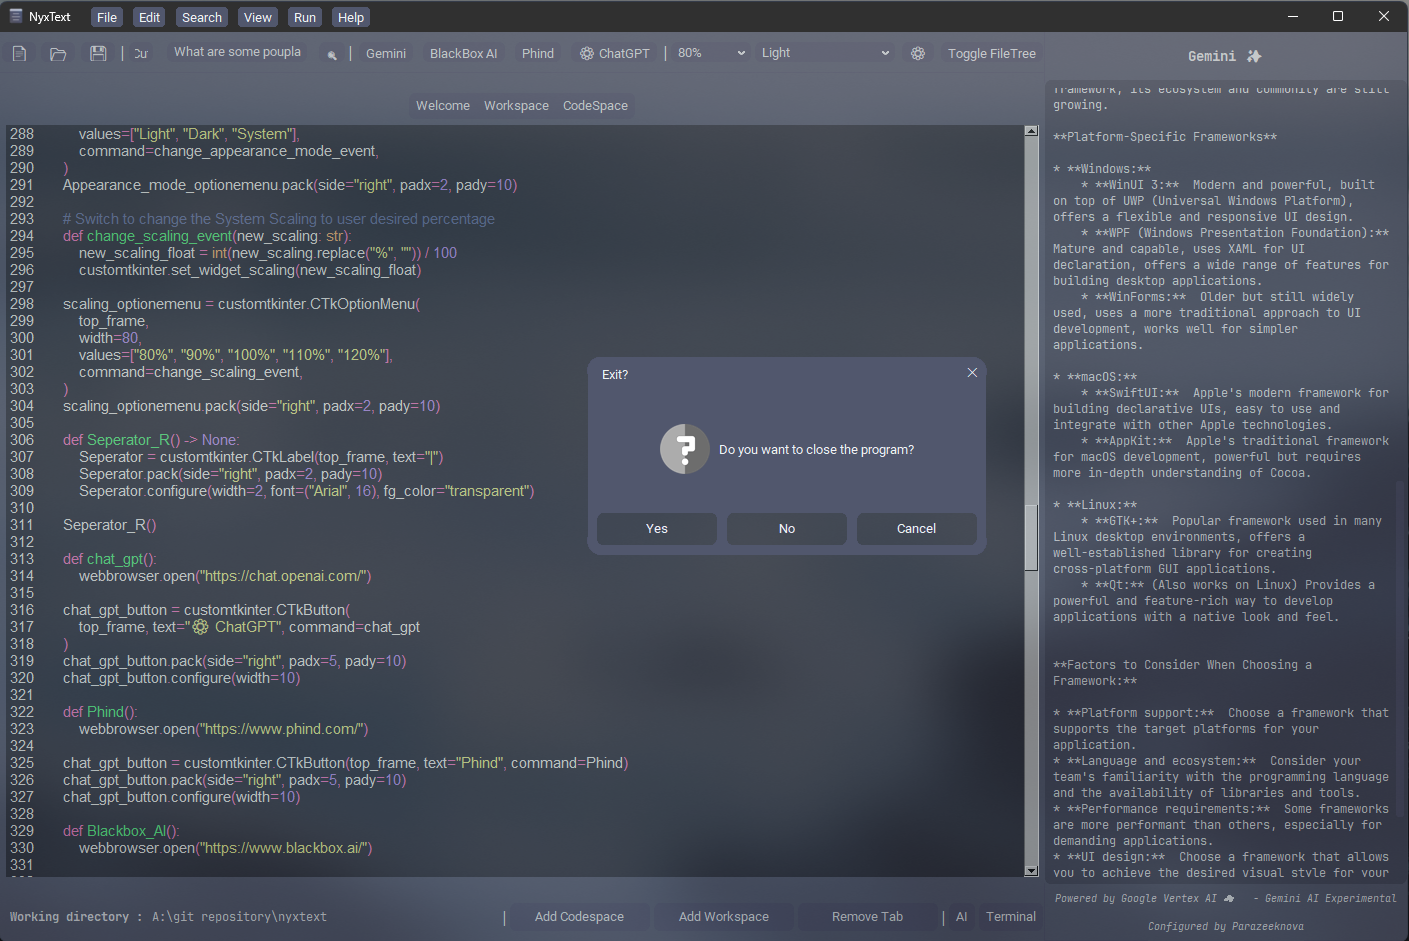 NyxText File Edit Search View Run Help
| Cur What are some poupla | Gemini BlackBox AI Phind ChatGPT | 80% Light Toggle FileTree
Welcome Workspace CodeSpace
288 values=["Light", "Dark", "System"],
289 command=change_appearance_mode_event,
290 )
291 Appearance_mode_optionemenu.pack(side="right", padx=2, pady=10)
292
293 # Switch to change the System Scaling to user desired percentage
294 def change_scaling_event(new_scaling: str):
295 new_scaling_float = int(new_scaling.replace("%", "")) / 100
296 customtkinter.set_widget_scaling(new_scaling_float)
297
298 scaling_optionemenu = customtkinter.CTkOptionMenu(
299 top_frame,
300 width=80,
301 values=["80%", "90%", "100%", "110%", "120%"],
302 command=change_scaling_event,
303 )
304 scaling_optionemenu.pack(side="right", padx=2, pady=10)
305
306 def Seperator_R() -> None:
307 Seperator = customtkinter.CTkLabel(top_frame, text="|")
308 Seperator.pack(side="right", padx=2, pady=10)
309 Seperator.configure(width=2, font=("Arial", 16), fg_color="transparent")
310
311 Seperator_R()
312
313 def chat_gpt():
314 webbrowser.open("https://chat.openai.com/")
315
316 chat_gpt_button = customtkinter.CTkButton(
317 top_frame, text=" ChatGPT", command=chat_gpt
318 )
319 chat_gpt_button.pack(side="right", padx=5, pady=10)
320 chat_gpt_button.configure(width=10)
321
322 def Phind():
323 webbrowser.open("https://www.phind.com/")
324
325 chat_gpt_button = customtkinter.CTkButton(top_frame, text="Phind", command=Phind)
326 chat_gpt_button.pack(side="right", padx=5, pady=10)
327 chat_gpt_button.configure(width=10)
328
329 def Blackbox_AI():
330 webbrowser.open("https://www.blackbox.ai/")
331
Exit?
Do you want to close the program?
Yes No Cancel
Gemini
framework, its ecosystem and community are still
growing.
**Platform-Specific Frameworks**
* **Windows:**
* **WinUI 3:** Modern and powerful, built
on top of UWP (Universal Windows Platform),
offers a flexible and responsive UI design.
* **WPF (Windows Presentation Foundation):**
Mature and capable, uses XAML for UI
declaration, offers a wide range of features for
building desktop applications.
* **WinForms:** Older but still widely
used, uses a more traditional approach to UI
development, works well for simpler
applications.
* **macOS:**
* **SwiftUI:** Apple's modern framework for
building declarative UIs, easy to use and
integrate with other Apple technologies.
* **AppKit:** Apple's traditional framework
for macOS development, powerful but requires
more in-depth understanding of Cocoa.
* **Linux:**
* **GTK+:** Popular framework used in many
Linux desktop environments, offers a
well-established library for creating
cross-platform GUI applications.
* **Qt:** (Also works on Linux) Provides a
powerful and feature-rich way to develop
applications with a native look and feel.
**Factors to Consider When Choosing a
Framework:**
* **Platform support:** Choose a framework that
supports the target platforms for your
application.
* **Language and ecosystem:** Consider your
team's familiarity with the programming language
and the availability of libraries and tools.
* **Performance requirements:** Some frameworks
are more performant than others, especially for
demanding applications.
* **UI design:** Choose a framework that allows
you to achieve the desired visual style for your
Powered by Google Vertex AI - Gemini AI Experimental
Configured by Parazeeknova
Working directory : A:\git repository\nyxtext | Add Codespace Add Workspace Remove Tab | AI Terminal